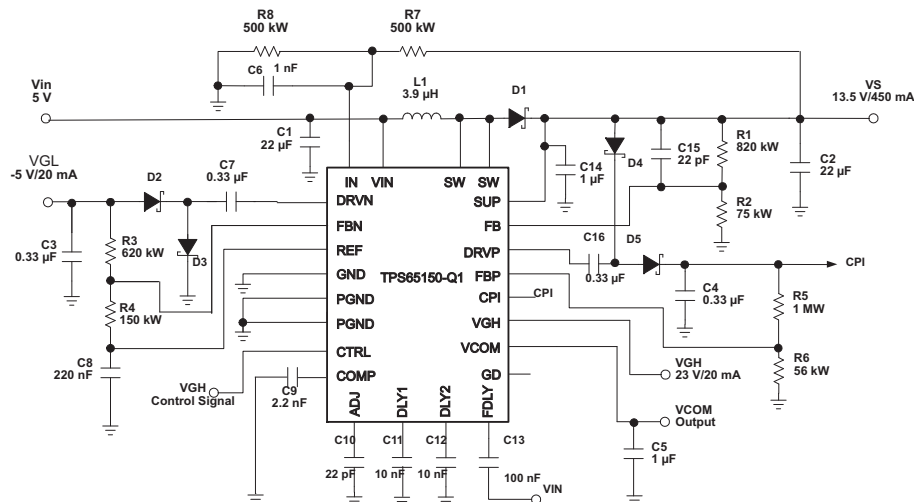 R8
500 kW
R7
500 kW
C6
1 nF
L1
3.9 µH
D1
Vin
5 V
VS
13.5 V/450 mA
C1
22 µF
C14
1 µF
D4
C15
22 pF
R1
820 kW
C2
22 µF
R2
75 kW
VGL
-5 V/20 mA
D2
C7
0.33 µF
D3
C3
0.33 µF
R3
620 kW
R4
150 kW
C8
220 nF
IN
VIN
SW
SW
DRVN
SUP
FBN
FB
REF
DRVP
GND
TPS65150-Q1
FBP
PGND
CPI
PGND
VGH
CTRL
VCOM
COMP
GD
ADJ
DLY1
DLY2
FDLY
C16
0.33 µF
D5
CPI
CPI
C4
0.33 µF
R5
1 MW
R6
56 kW
VGH
23 V/20 mA
VGH
Control Signal
C9
2.2 nF
VCOM
Output
C5
1 µF
C10
22 pF
C11
10 nF
C12
10 nF
C13
100 nF
VIN